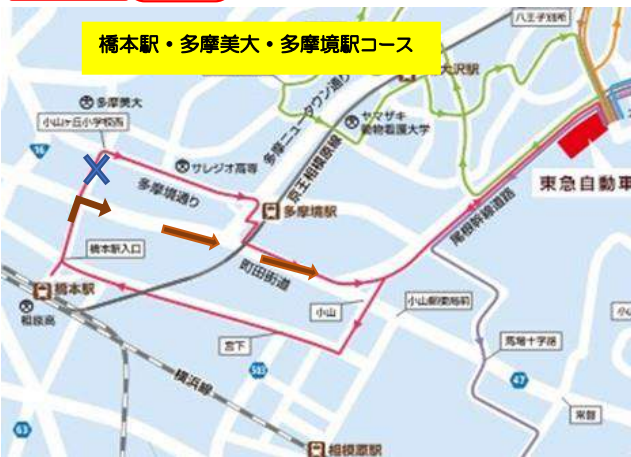 橋本駅・多摩美大・多摩境駅コース
八王子別所
大沢駅
多摩美大
小山ヶ丘小学校西
多摩ニュータウン通り
ヤマザキ
動物看護大学
16
サレジオ高専
京王相模原線
多摩境通り
多摩境駅
東急自動車
尾根幹線道路
橋本駅入口
町田街道
橋本駅
小山
小山郵便局前
相原高
宮下
馬場十字路
503
47
横浜線
常盤
63
相模原駅